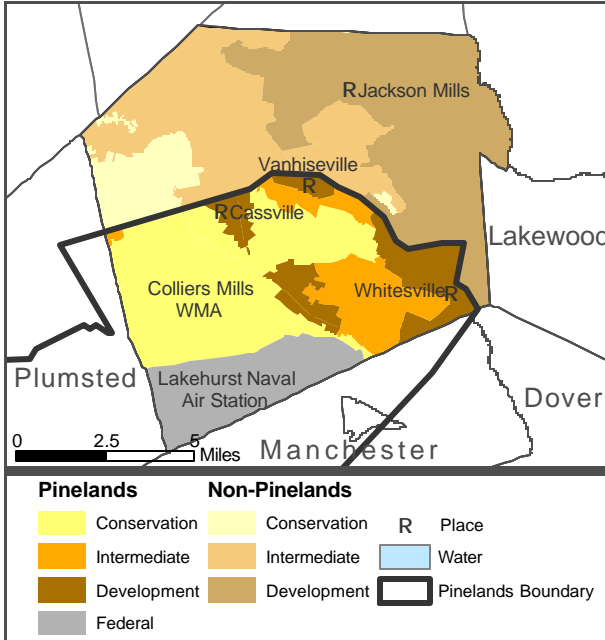 R Jackson Mills
Vanhiseville
R
R Cassville
Lakewood
Colliers Mills
WMA
Whitesville R
Plumsted
Lakehurst Naval
Air Station
Dover
Manchester
0 2.5 5
Miles
Pinelands Non-Pinelands
Conservation Conservation R Place
Intermediate Intermediate Water
Development Development Pinelands Boundary
Federal